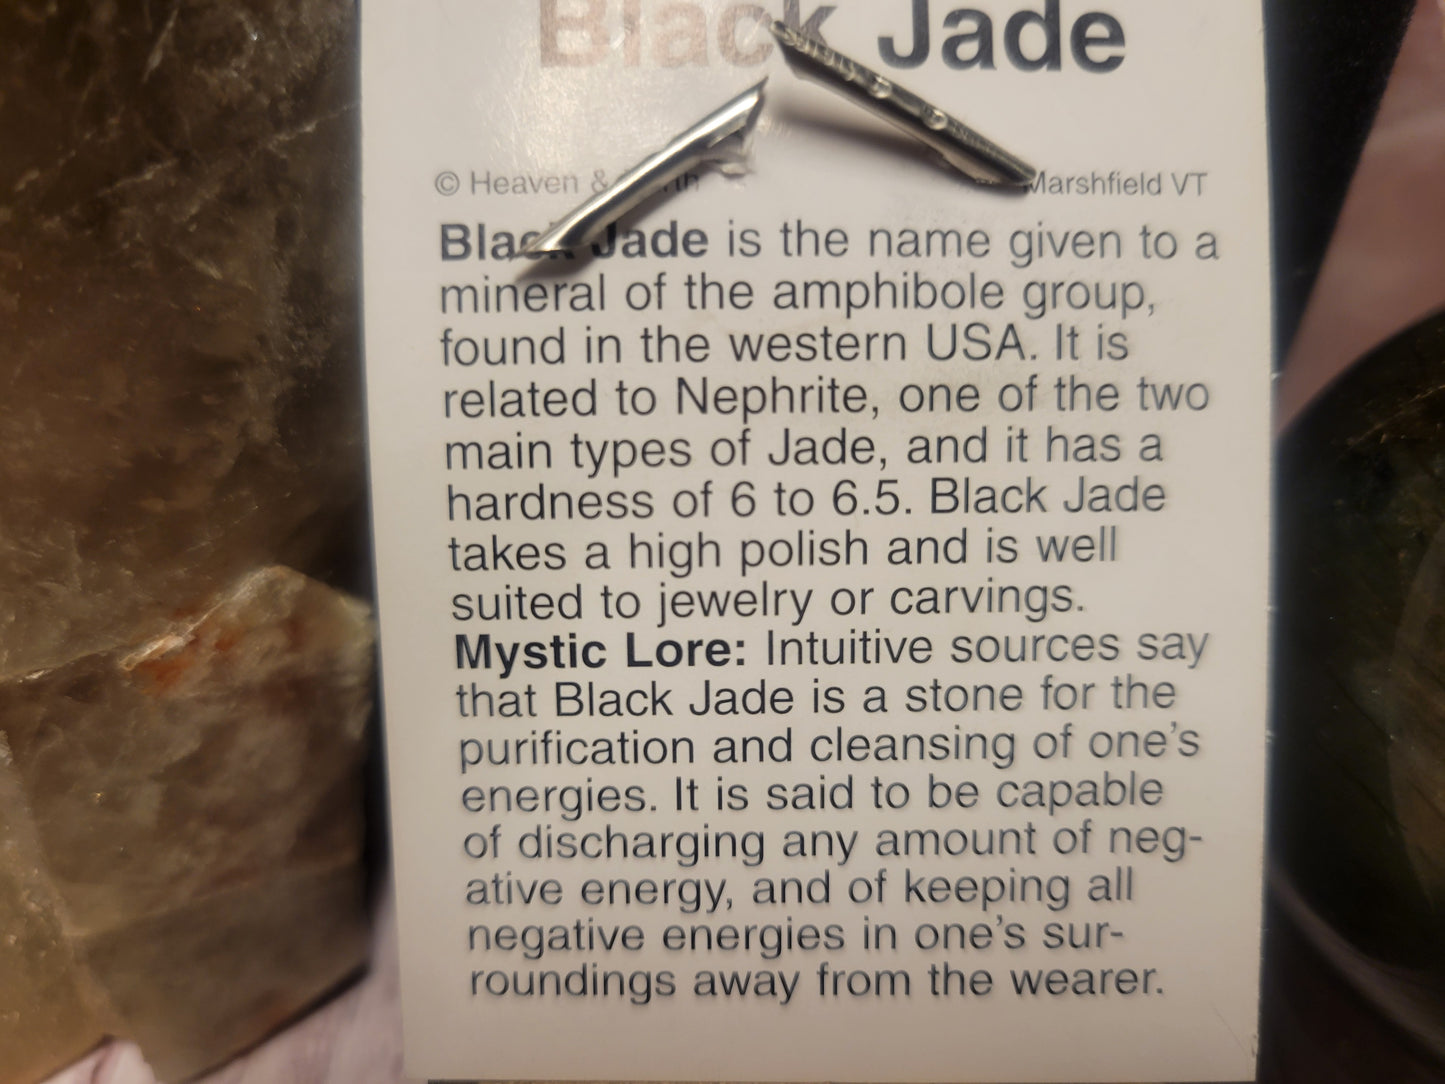 Black Jade
© Heaven & Earth Marshfield VT
Black Jade is the name given to a
mineral of the amphibole group,
found in the western USA. It is
related to Nephrite, one of the two
main types of Jade, and it has a
hardness of 6 to 6.5. Black Jade
takes a high polish and is well
suited to jewelry or carvings.
Mystic Lore: Intuitive sources say
that Black Jade is a stone for the
purification and cleansing of one's
energies. It is said to be capable
of discharging any amount of neg-
ative energy, and of keeping all
negative energies in one's sur-
roundings away from the wearer.